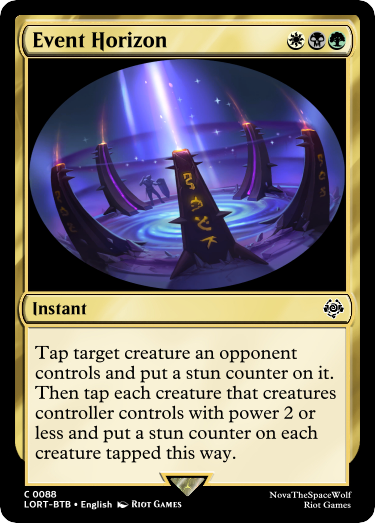 Event Horizon
Instant
Tap target creature an opponent
controls and put a stun counter on it.
Then tap each creature that creatures
controller controls with power 2 or
less and put a stun counter on each
creature tapped this way.
C 0088
LORT-BTB • English RIOT GAMES
NovaTheSpaceWolf
Riot Games